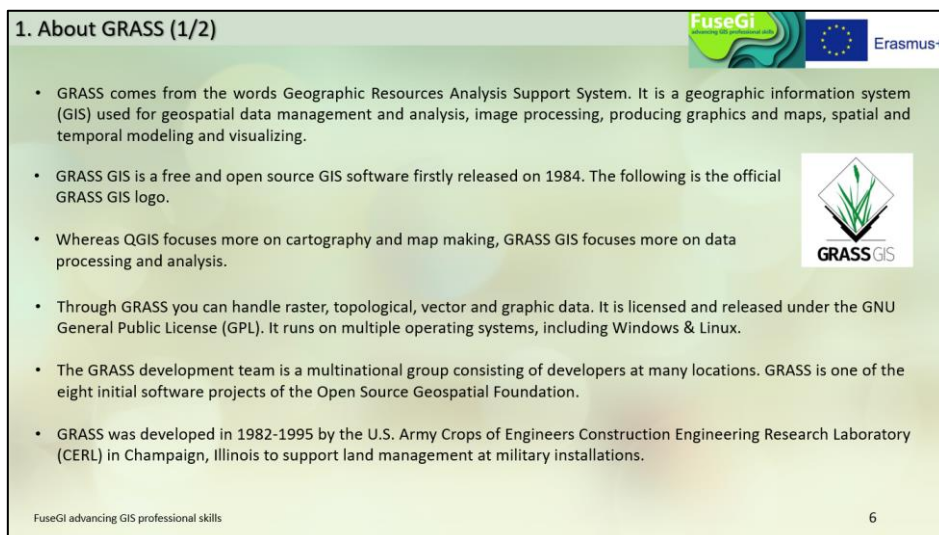 1. About GRASS (1/2)
FuseGi
advancing GIS professional skills
Erasmus+
• GRASS comes from the words Geographic Resources Analysis Support System. It is a geographic information system
(GIS) used for geospatial data management and analysis, image processing, producing graphics and maps, spatial and
temporal modeling and visualizing.
• GRASS GIS is a free and open source GIS software firstly released on 1984. The following is the official
GRASS GIS logo.
• Whereas QGIS focuses more on cartography and map making, GRASS GIS focuses more on data
processing and analysis.
GRASS GIS
• Through GRASS you can handle raster, topological, vector and graphic data. It is licensed and released under the GNU
General Public License (GPL). It runs on multiple operating systems, including Windows & Linux.
• The GRASS development team is a multinational group consisting of developers at many locations. GRASS is one of the
eight initial software projects of the Open Source Geospatial Foundation.
• GRASS was developed in 1982-1995 by the U.S. Army Crops of Engineers Construction Engineering Research Laboratory
(CERL) in Champaign, Illinois to support land management at military installations.
FuseGI advancing GIS professional skills
6